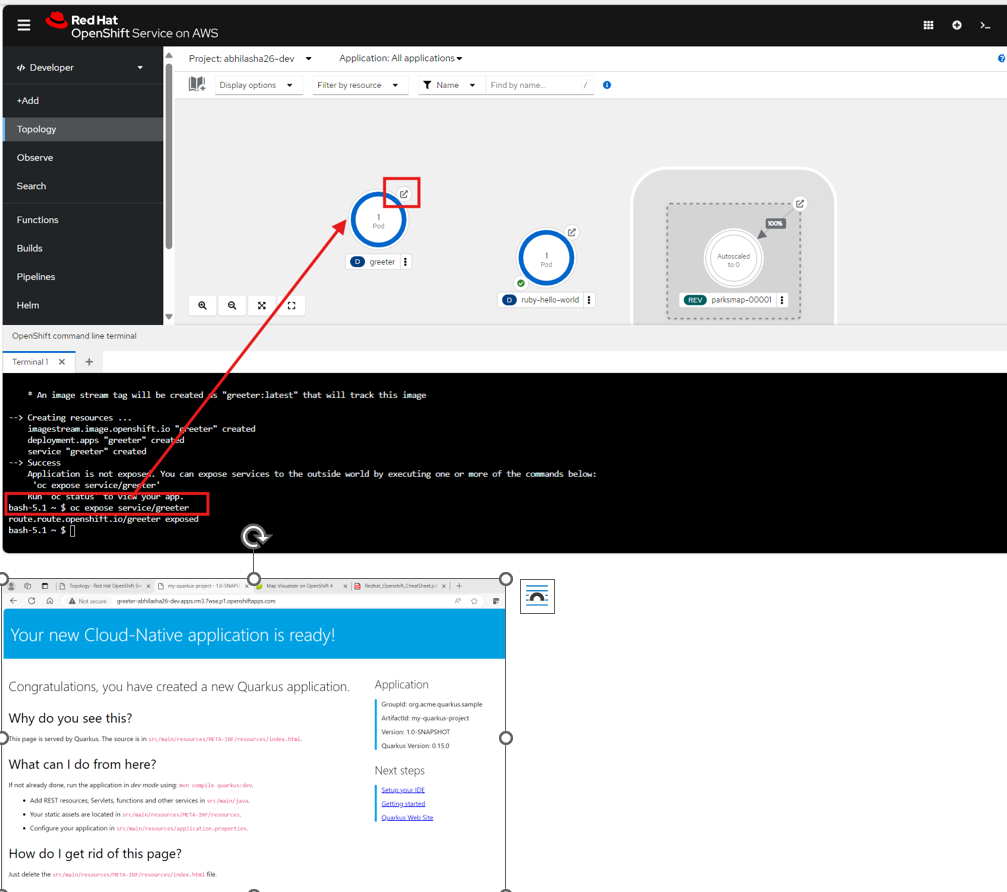 Red Hat
OpenShift Service on AWS
Developer
+Add
Topology
Observe
Search
Functions
Builds
Pipelines
Helm
Project: abhilasha26-dev
Application: All applications
Display options
Filter by resource
Name
Find by name...
/
1
Pod
D greeter
1
Pod
D ruby-hello-world
100%
Autoscaled
to 0
REV parksmap-00001
OpenShift command line terminal
Terminal 1
* An image stream tag will be created as "greeter:latest" that will track this image
--> Creating resources ...
imagestream.image.openshift.io "greeter" created
deployment.apps "greeter" created
service "greeter" created
--> Success
Application is not exposed. You can expose services to the outside world by executing one or more of the commands below:
'oc expose service/greeter'
Run 'oc status' to view your app.
bash-5.1 ~ $ oc expose service/greeter
route.route.openshift.io/greeter exposed
bash-5.1 ~ $
Topology · Red Hat OpenShift Se
my-quarkus-project - 1.0-SNAPS
Map Visualizer on OpenShift 4
Redhat_Openshift_CheatSheet.p
Not secure
greeter-abhilasha26-dev.apps.rm3.7wse.p1.openshiftapps.com
Your new Cloud-Native application is ready!
Congratulations, you have created a new Quarkus application.
Why do you see this?
This page is served by Quarkus. The source is in src/main/resources/META-INF/resources/index.html.
What can I do from here?
If not already done, run the application in dev mode using: mvn compile quarkus:dev.
Add REST resources, Servlets, functions and other services in src/main/java.
Your static assets are located in src/main/resources/META-INF/resources.
Configure your application in src/main/resources/application.properties.
How do I get rid of this page?
Just delete the src/main/resources/META-INF/resources/index.html file.
Application
GroupId: org.acme.quarkus.sample
ArtifactId: my-quarkus-project
Version: 1.0-SNAPSHOT
Quarkus Version: 0.15.0
Next steps
Setup your IDE
Getting started
Quarkus Web Site